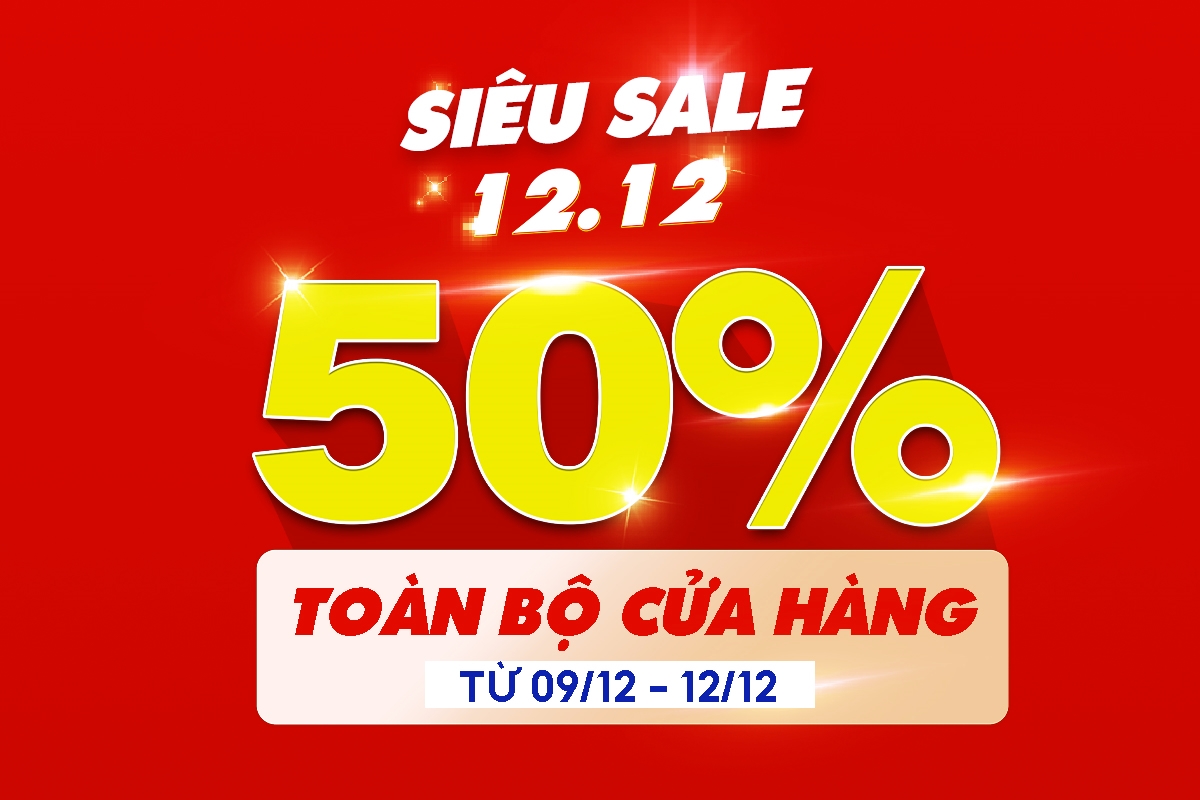 SIÊU SALE
12.12
50%
TOÀN BỘ CỬA HÀNG
TỪ 09/12 - 12/12